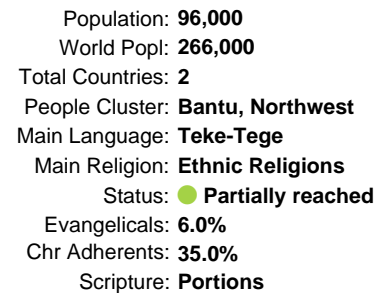 Population: 96,000
World Popl: 266,000
Total Countries: 2
People Cluster: Bantu, Northwest
Main Language: Teke-Tege
Main Religion: Ethnic Religions
Status: Partially reached
Evangelicals: 6.0%
Chr Adherents: 35.0%
Scripture: Portions